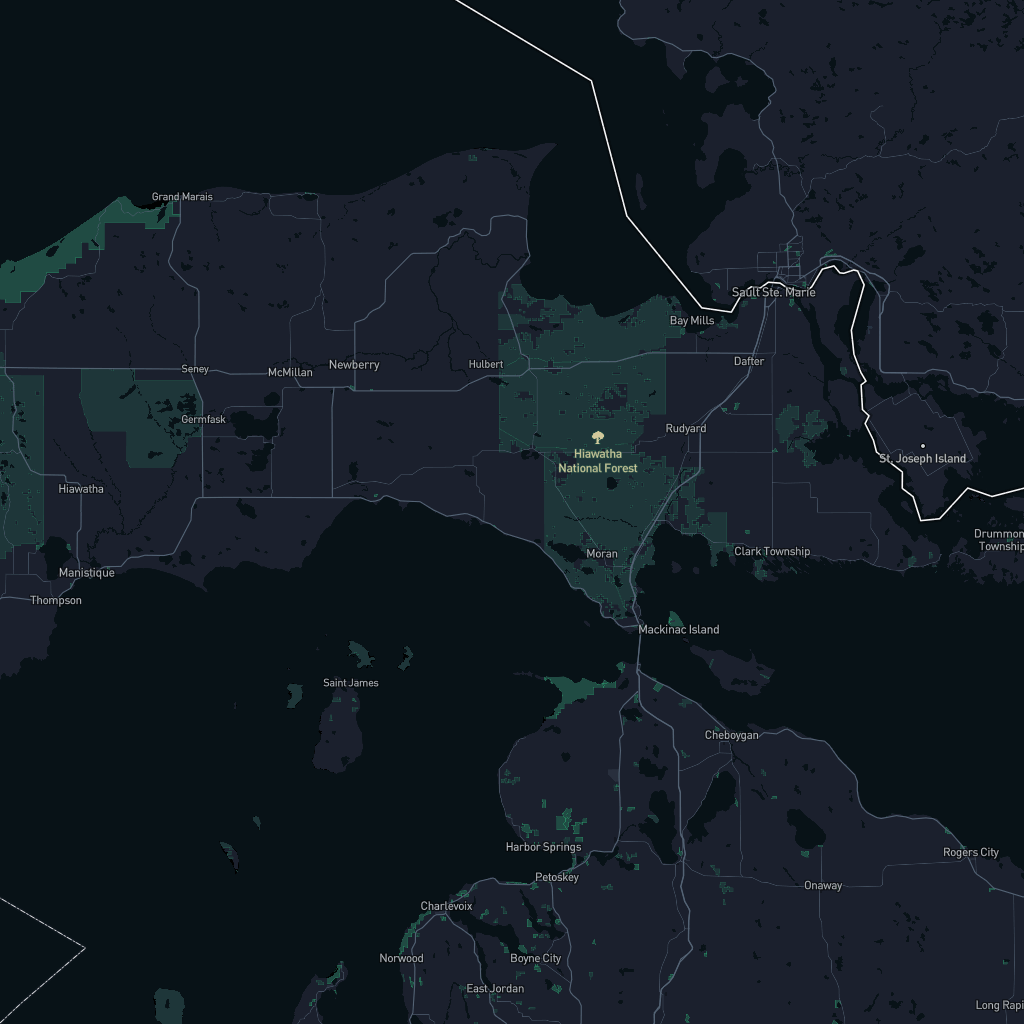 Grand Marais
Sault Ste. Marie
Bay Mills
Dafter
Hulbert
Newberry
McMillan
Seney
Germfask
Rudyard
Hiawatha
National Forest
St. Joseph Island
Hiawatha
Drummon
Township
Clark Township
Moran
Manistique
Thompson
Mackinac Island
Saint James
Cheboygan
Harbor Springs
Rogers City
Petoskey
Onaway
Charlevoix
Norwood
Boyne City
East Jordan
Long Rapi